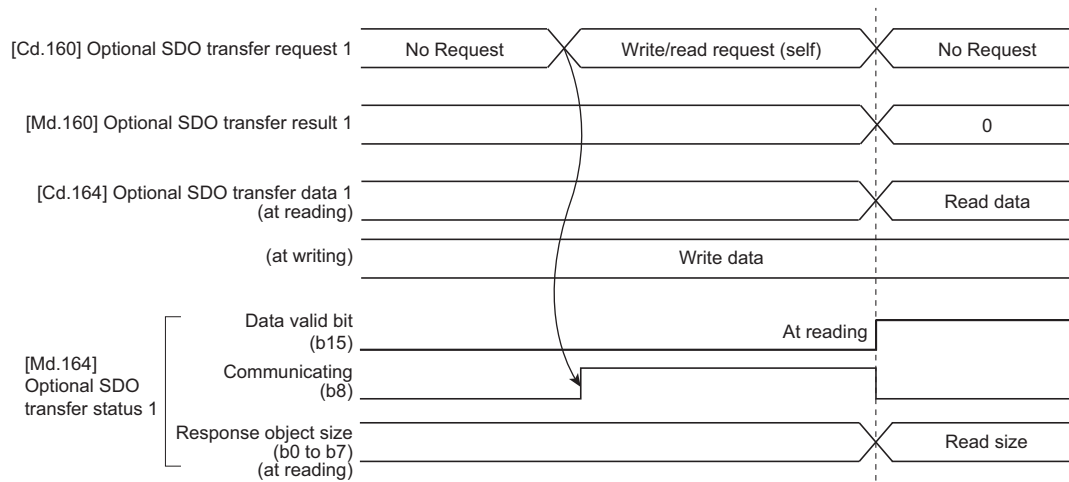 [Cd.160] Optional SDO transfer request 1
No Request
Write/read request (self)
No Request
[Md.160] Optional SDO transfer result 1
0
[Cd.164] Optional SDO transfer data 1
(at reading)
Read data
(at writing)
Write data
[Md.164]
Optional SDO
transfer status 1
Data valid bit
(b15)
At reading
Communicating
(b8)
Response object size
(b0 to b7)
(at reading)
Read size